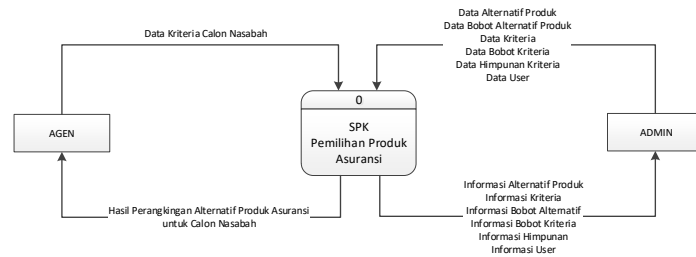 Data Kriteria Calon Nasabah
Data Alternatif Produk
Data Bobot Alternatif Produk
Data Kriteria
Data Bobot Kriteria
Data Himpunan Kriteria
Data User
0
SPK
Pemilihan Produk
Asuransi
AGEN
ADMIN
Hasil Perangkingan Alternatif Produk Asuransi
untuk Calon Nasabah
Informasi Alternatif Produk
Informasi Kriteria
Informasi Bobot Alternatif
Informasi Bobot Kriteria
Informasi Himpunan
Informasi User